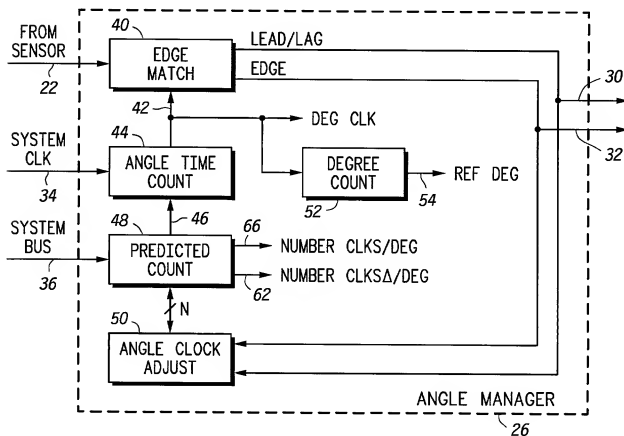 FROM
SENSOR
22
40
EDGE
MATCH
LEAD/LAG
EDGE
30
32
42
DEG CLK
SYSTEM
CLK
34
44
ANGLE TIME
COUNT
DEGREE
COUNT
52
54
REF DEG
SYSTEM
BUS
36
48
46
PREDICTED
COUNT
66
NUMBER CLKS/DEG
NUMBER CLKSΔ/DEG
62
N
50
ANGLE CLOCK
ADJUST
ANGLE MANAGER
26